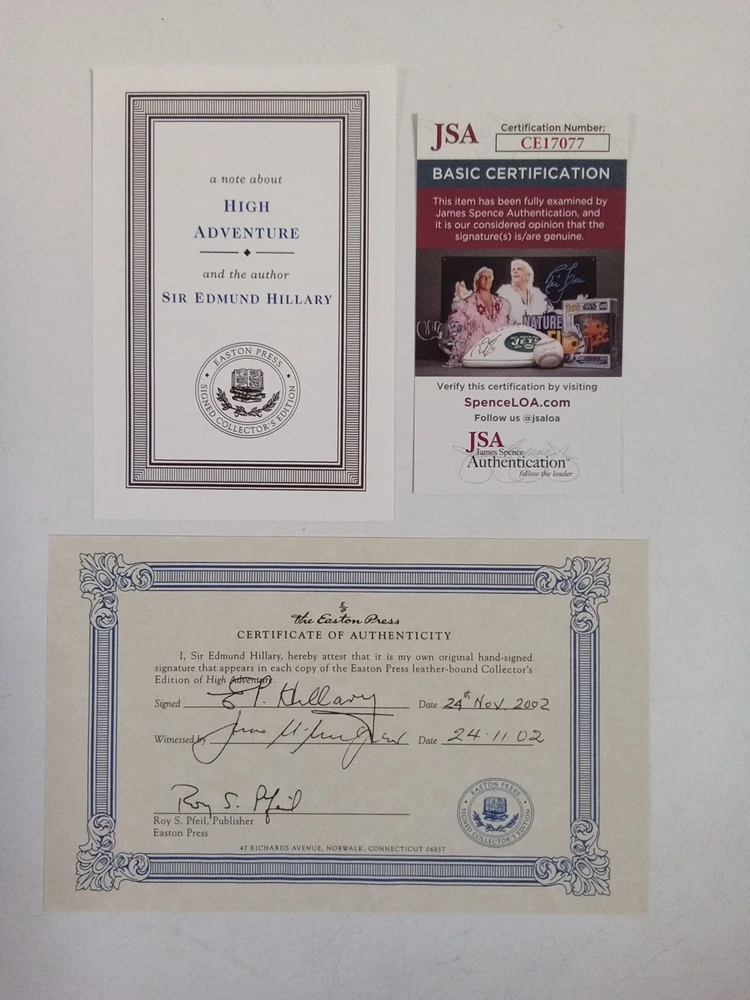 a note about
HIGH
ADVENTURE
and the author
SIR EDMUND HILLARY
EASTON PRESS
SIGNED COLLECTOR'S EDITION
JSA
Certification Number:
CE17077
BASIC CERTIFICATION
This item has been fully examined by
James Spence Authentication, and
it is our considered opinion that the
signature(s) is/are genuine.
NATURE
Verify this certification by visiting
SpenceLOA.com
Follow us @jsaloa
JSA
James Spence
Authentication™
follow the leader
The Easton Press
CERTIFICATE OF AUTHENTICITY
I, Sir Edmund Hillary, hereby attest that it is my own original hand-signed
signature that appears in each copy of the Easton Press leather-bound Collector's
Edition of High Adventure.
Signed E P. Hillary Date 24th Nov. 2002
Witnessed by Date 24·11 02
Roy S. Pfeil
Roy S. Pfeil, Publisher
Easton Press
EASTON PRESS
SIGNED COLLECTOR'S EDITION
47 RICHARDS AVENUE, NORWALK, CONNECTICUT 06857